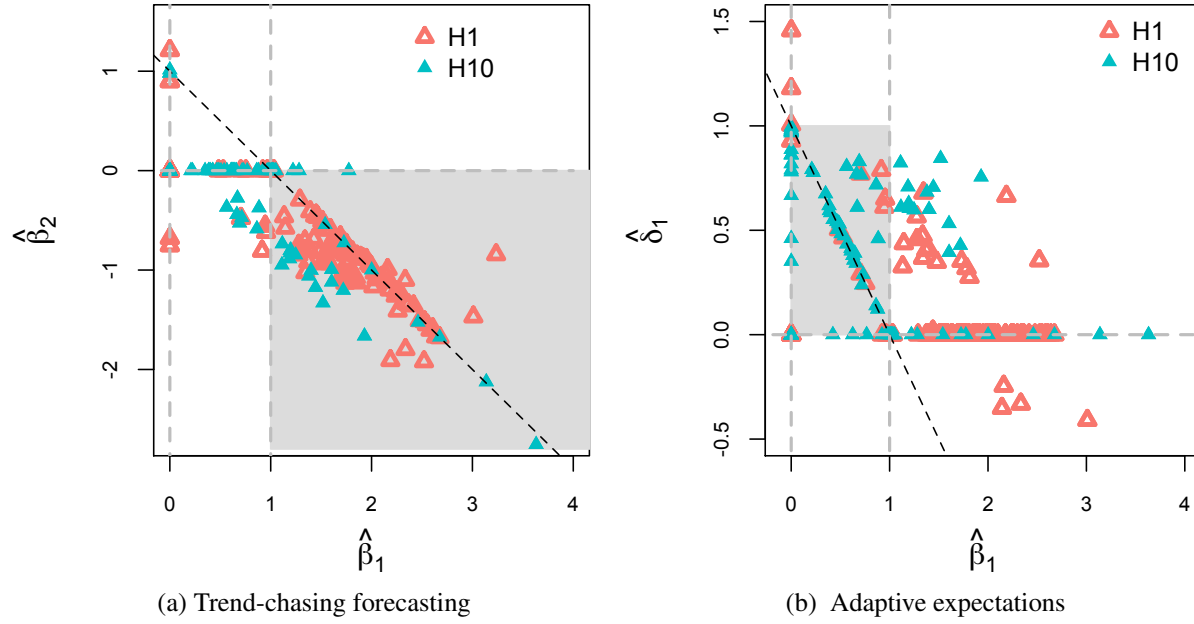 H1
H10
1
0
-1
-2
β̂2
0 1 2 3 4
β̂1
(a) Trend-chasing forecasting
H1
H10
1.5
1.0
0.5
0.0
-0.5
δ̂1
0 1 2 3 4
β̂1
(b) Adaptive expectations